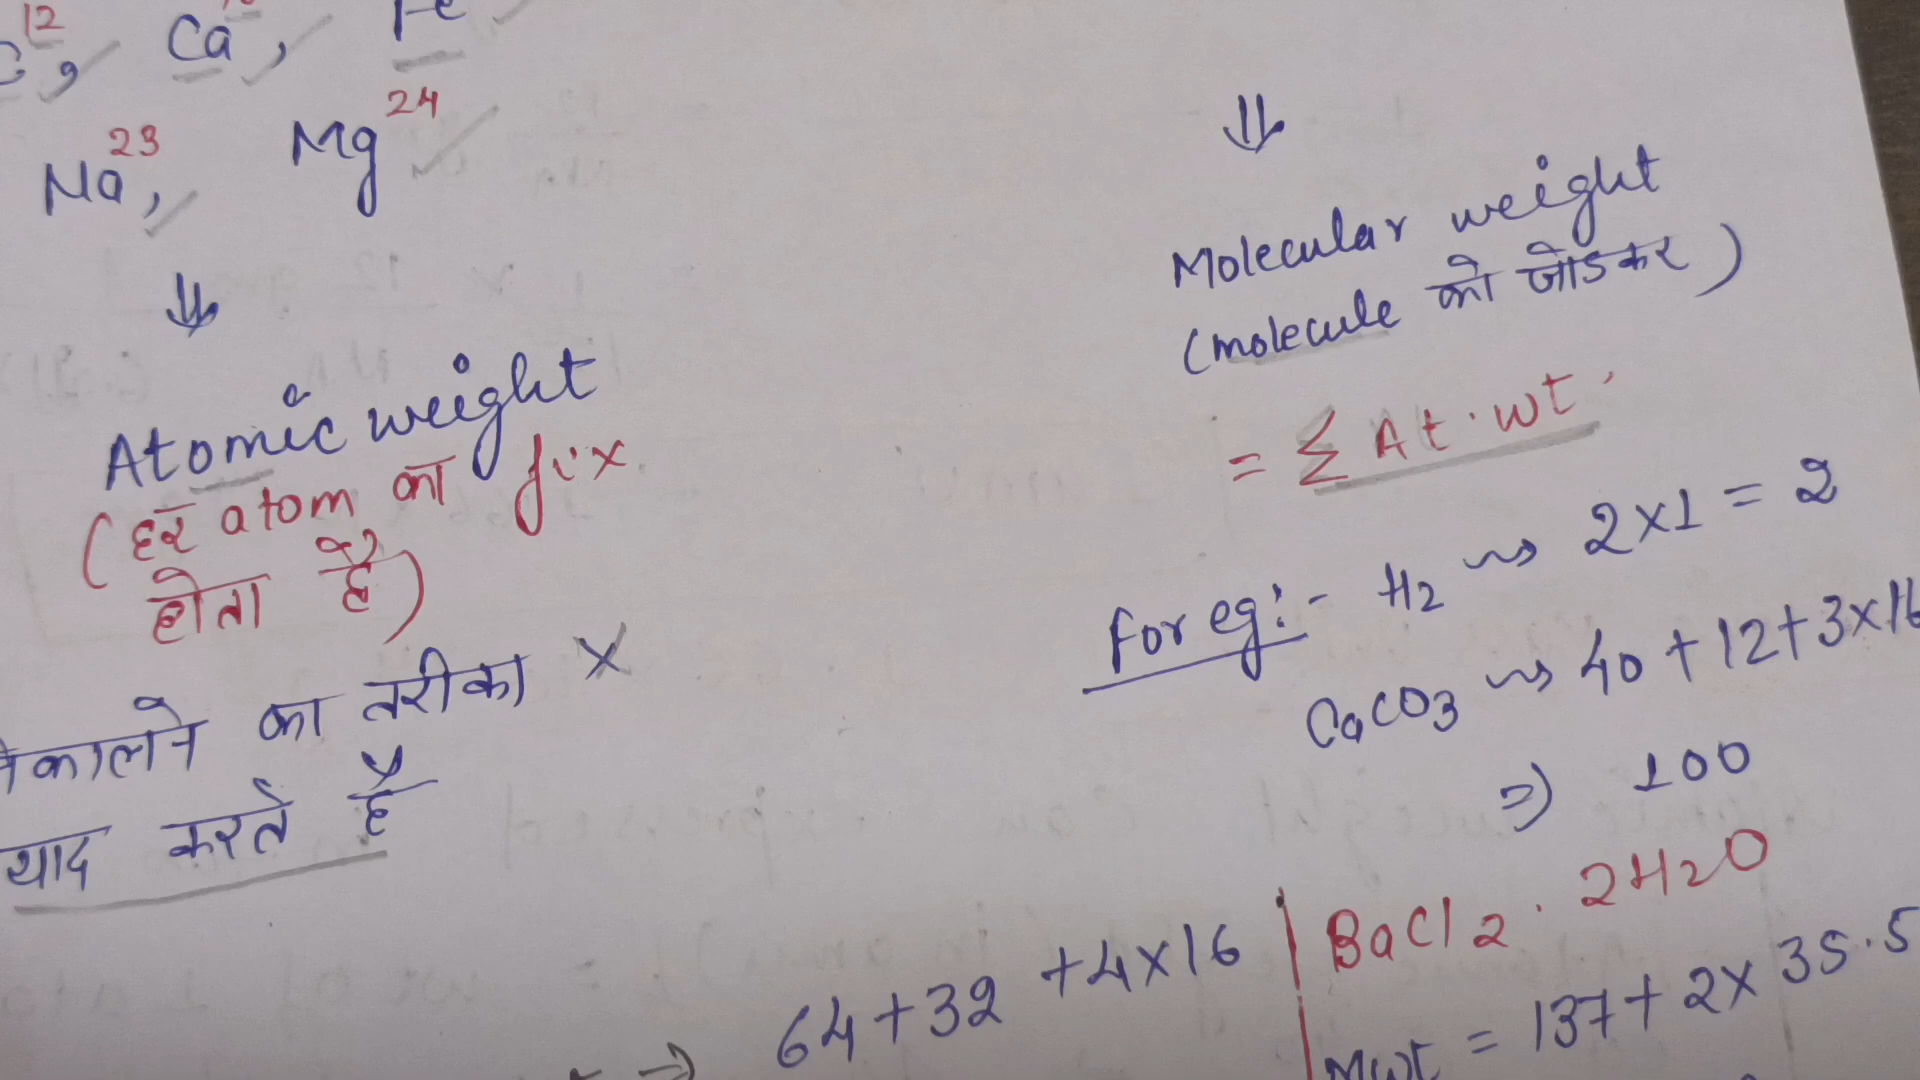 12
Ca,
Na²³, Mg²⁴
⇓
Atomic weight
(हर atom का fix
होता है)
निकालने का तरीका ×
याद करते है
⇓
Molecular weight
(molecule को जोडकर)
= Σ At. wt.
For eg:- H2 ⇝ 2×1 = 2
CaCO3 ⇝ 40 + 12 + 3×16
⇒ 100
→ 64 + 32 + 4×16
BaCl2 . 2H2O
Mwt = 137 + 2× 35.5